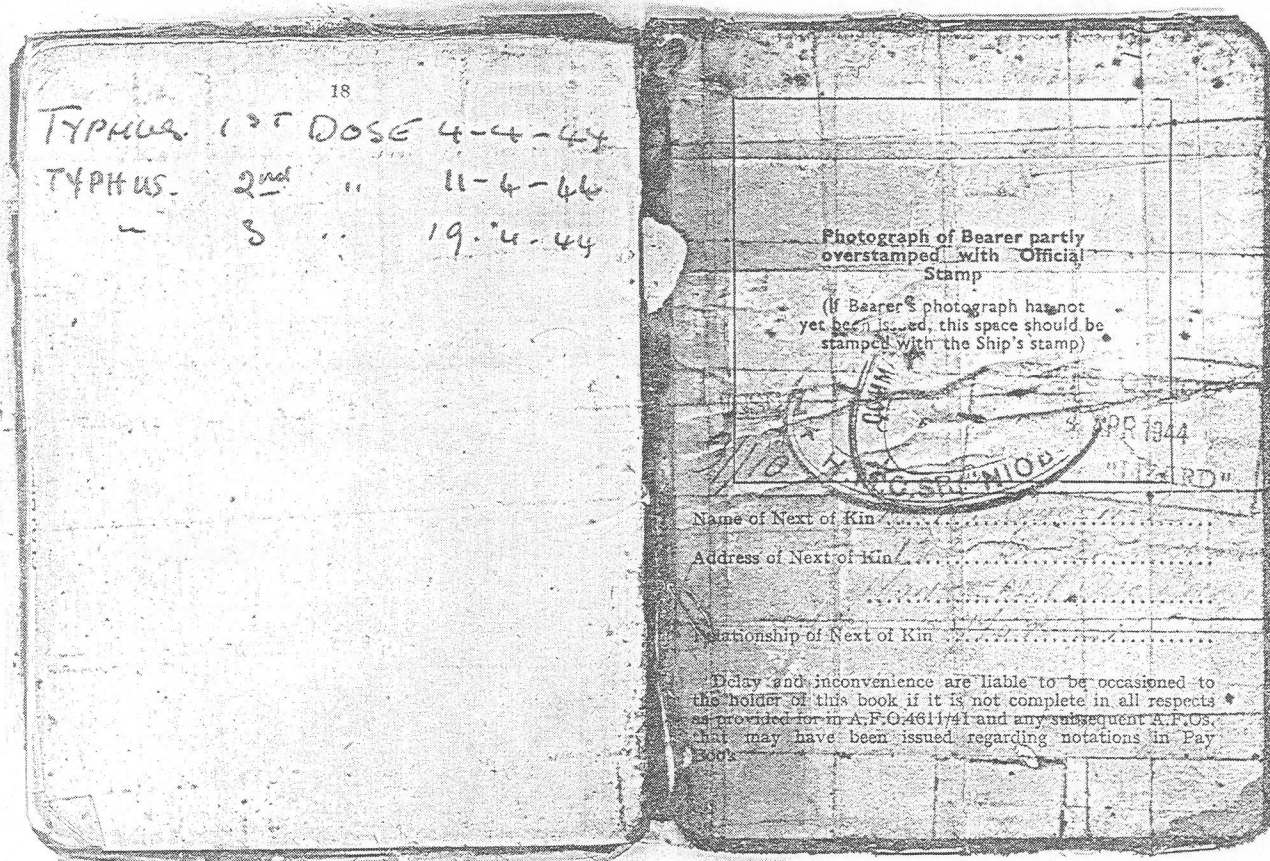 18
TYPHUS. 1ST DOSE 4-4-44
TYPHUS. 2nd " 11-4-44
" 3 " 19.4.44
Photograph of Bearer partly
overstamped with Official
Stamp
(If Bearer's photograph has not
yet been issued, this space should be
stamped with the Ship's stamp)
APR 1944
Name of Next of Kin
Address of Next of Kin
Relationship of Next of Kin
Delay and inconvenience are liable to be occasioned to
the holder of this book if it is not complete in all respects
as provided for in A.F.O.4611/41 and any subsequent A.F.Os.
that may have been issued regarding notations in Pay
Books